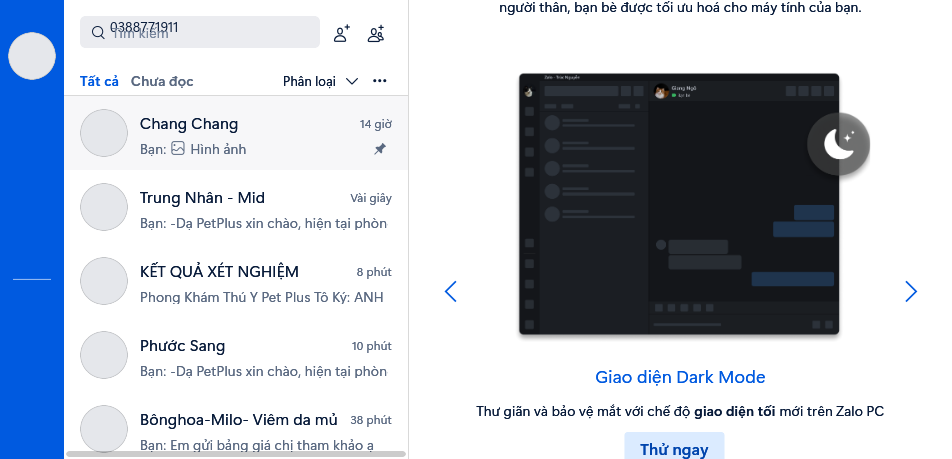 0388771911
Tìm kiếm
Tất cả Chưa đọc Phân loại
Chang Chang 14 giờ
Bạn: Hình ảnh
Trung Nhân - Mid Vài giây
Bạn: -Dạ PetPlus xin chào, hiện tại phòn
KẾT QUẢ XÉT NGHIỆM 8 phút
Phòng Khám Thú Y Pet Plus Tô Ký: ANH
Phước Sang 10 phút
Bạn: -Dạ PetPlus xin chào, hiện tại phòn
Bônghoa-Milo- Viêm da mủ 38 phút
Bạn: Em gửi bảng giá chị tham khảo ạ
người thân, bạn bè được tối ưu hoá cho máy tính của bạn.
Zalo - Thai Nguyễn
Giang Ngô
Giao diện Dark Mode
Thư giãn và bảo vệ mắt với chế độ giao diện tối mới trên Zalo PC
Thử ngay